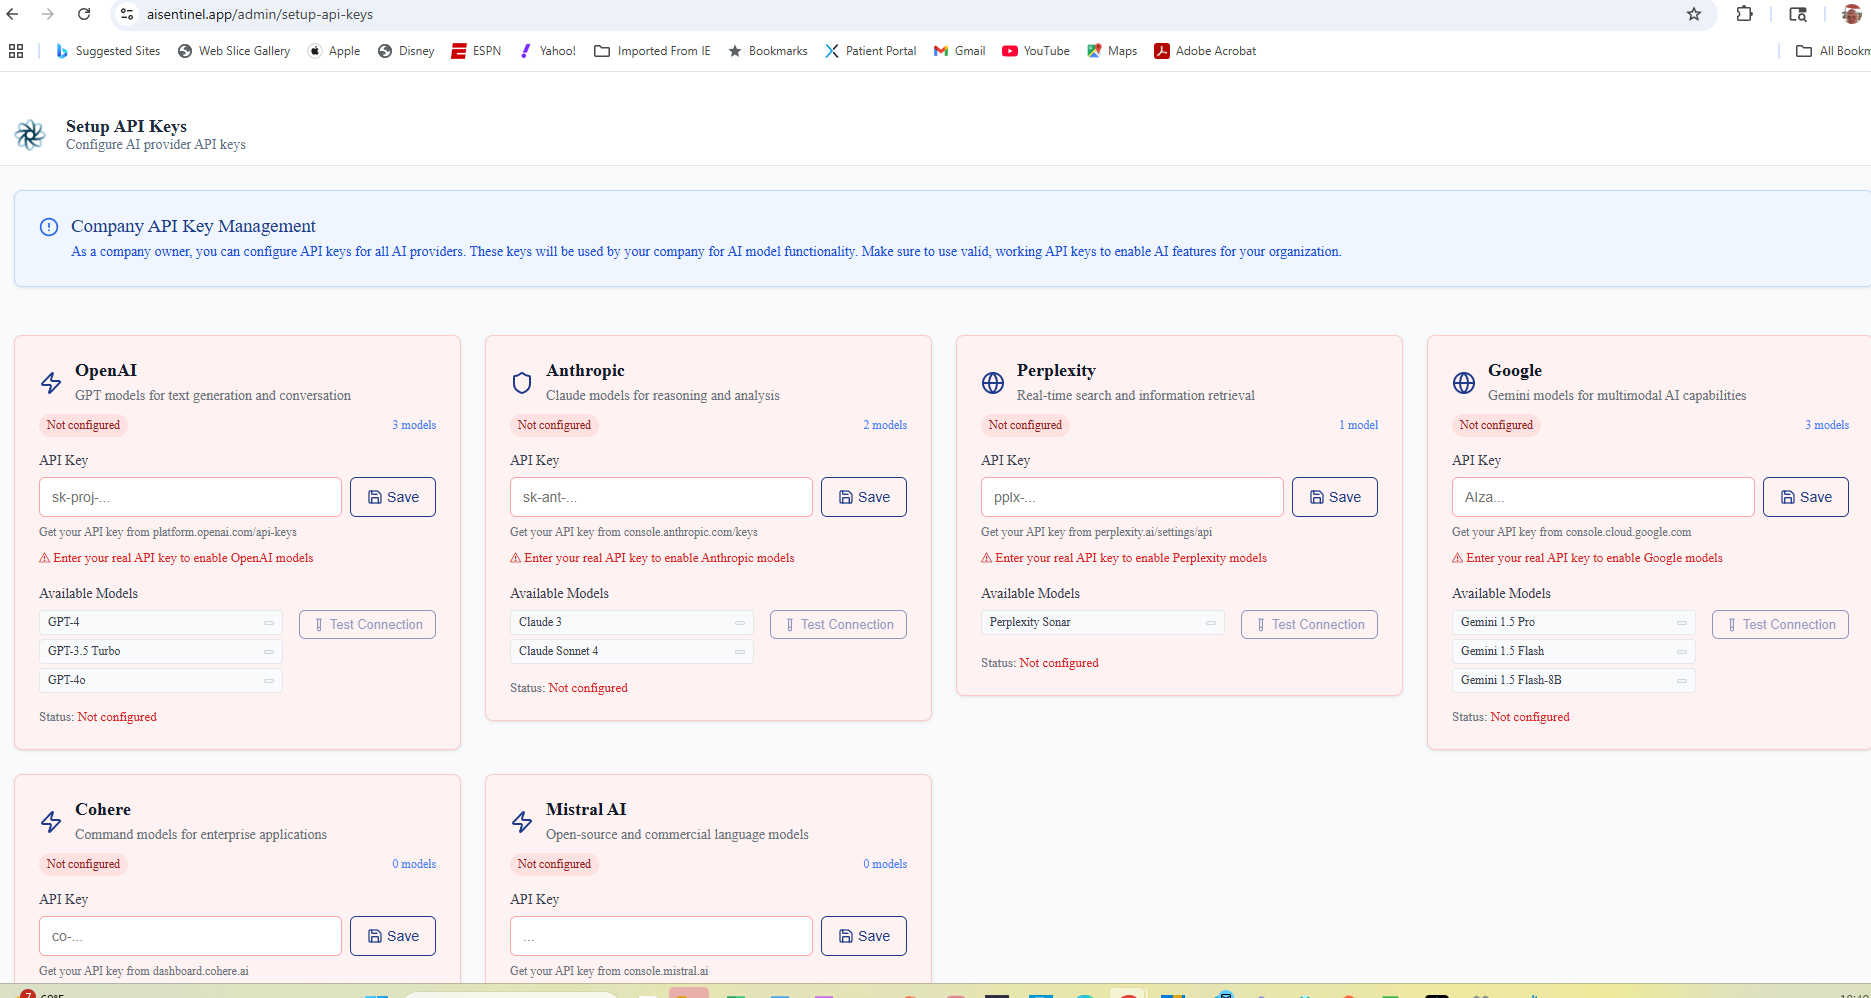 aisentinel.app/admin/setup-api-keys
Suggested Sites Web Slice Gallery Apple Disney ESPN Yahoo! Imported From IE Bookmarks Patient Portal Gmail YouTube Maps Adobe Acrobat All Bookm
Setup API Keys
Configure AI provider API keys
Company API Key Management
As a company owner, you can configure API keys for all AI providers. These keys will be used by your company for AI model functionality. Make sure to use valid, working API keys to enable AI features for your organization.
OpenAI
GPT models for text generation and conversation
Not configured 3 models
API Key
sk-proj-... Save
Get your API key from platform.openai.com/api-keys
⚠ Enter your real API key to enable OpenAI models
Available Models
GPT-4
Test Connection
GPT-3.5 Turbo
GPT-4o
Status: Not configured
Anthropic
Claude models for reasoning and analysis
Not configured 2 models
API Key
sk-ant-... Save
Get your API key from console.anthropic.com/keys
⚠ Enter your real API key to enable Anthropic models
Available Models
Claude 3
Test Connection
Claude Sonnet 4
Status: Not configured
Perplexity
Real-time search and information retrieval
Not configured 1 model
API Key
pplx-... Save
Get your API key from perplexity.ai/settings/api
⚠ Enter your real API key to enable Perplexity models
Available Models
Perplexity Sonar
Test Connection
Status: Not configured
Google
Gemini models for multimodal AI capabilities
Not configured 3 models
API Key
AIza... Save
Get your API key from console.cloud.google.com
⚠ Enter your real API key to enable Google models
Available Models
Gemini 1.5 Pro
Test Connection
Gemini 1.5 Flash
Gemini 1.5 Flash-8B
Status: Not configured
Cohere
Command models for enterprise applications
Not configured 0 models
API Key
co-... Save
Get your API key from dashboard.cohere.ai
Mistral AI
Open-source and commercial language models
Not configured 0 models
API Key
... Save
Get your API key from console.mistral.ai